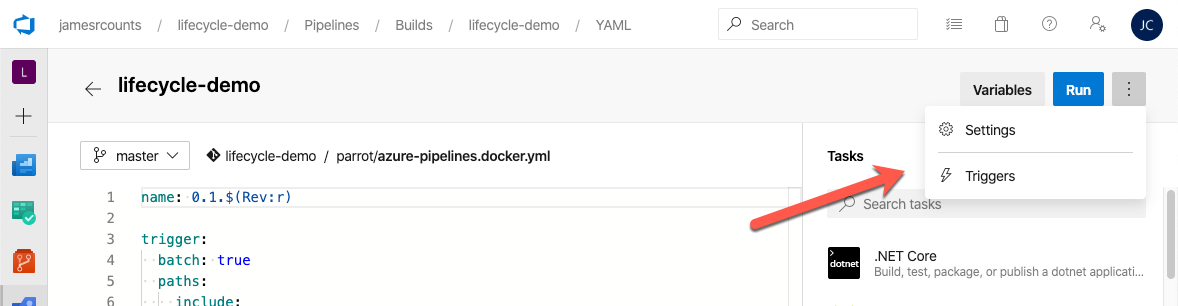 jamesrcounts / lifecycle-demo / Pipelines / Builds / lifecycle-demo / YAML
Search
JC
L
lifecycle-demo
Variables
Run
Settings
Triggers
master
lifecycle-demo / parrot/azure-pipelines.docker.yml
Tasks
Search tasks
1 name: 0.1.$(Rev:r)
2
3 trigger:
4 batch: true
5 paths:
6 include:
dotnet
.NET Core
Build, test, package, or publish a dotnet applicati...